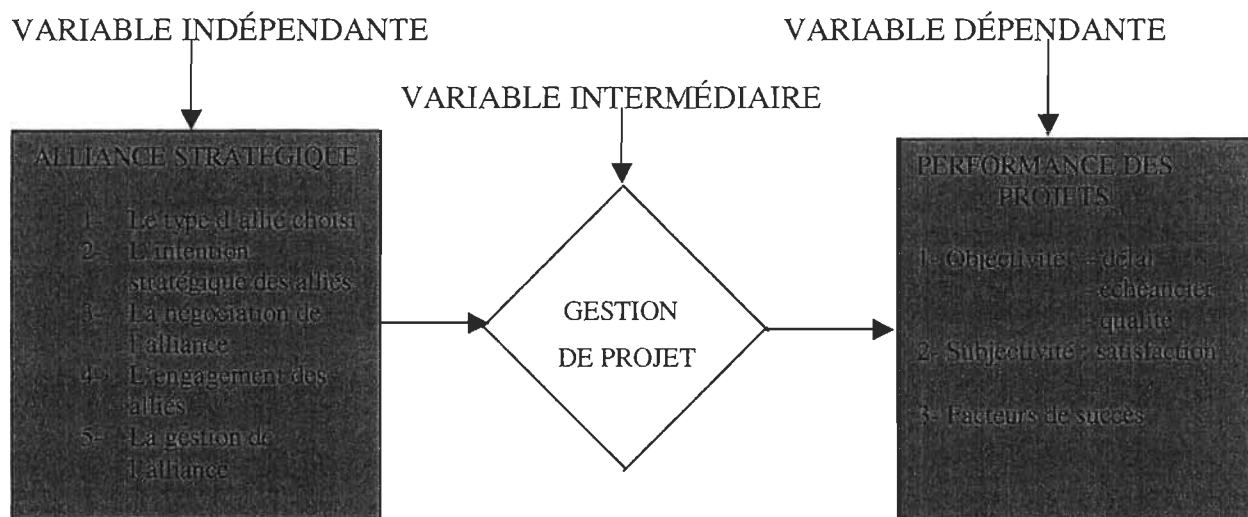 VARIABLE INDÉPENDANTE
VARIABLE DÉPENDANTE
VARIABLE INTERMÉDIAIRE
ALLIANCE STRATÉGIQUE
1- Le type d'allié choisi
2- L'intention
stratégique des alliés
3- La négociation de
l'alliance
4- L'engagement des
alliés
5- La gestion de
L'alliance
GESTION
DE PROJET
PERFORMANCE DES
PROJETS
1- Objectivité: - délai
- échéancier
- qualité
2- Subjectivité: satisfaction
3- Facteurs de succès